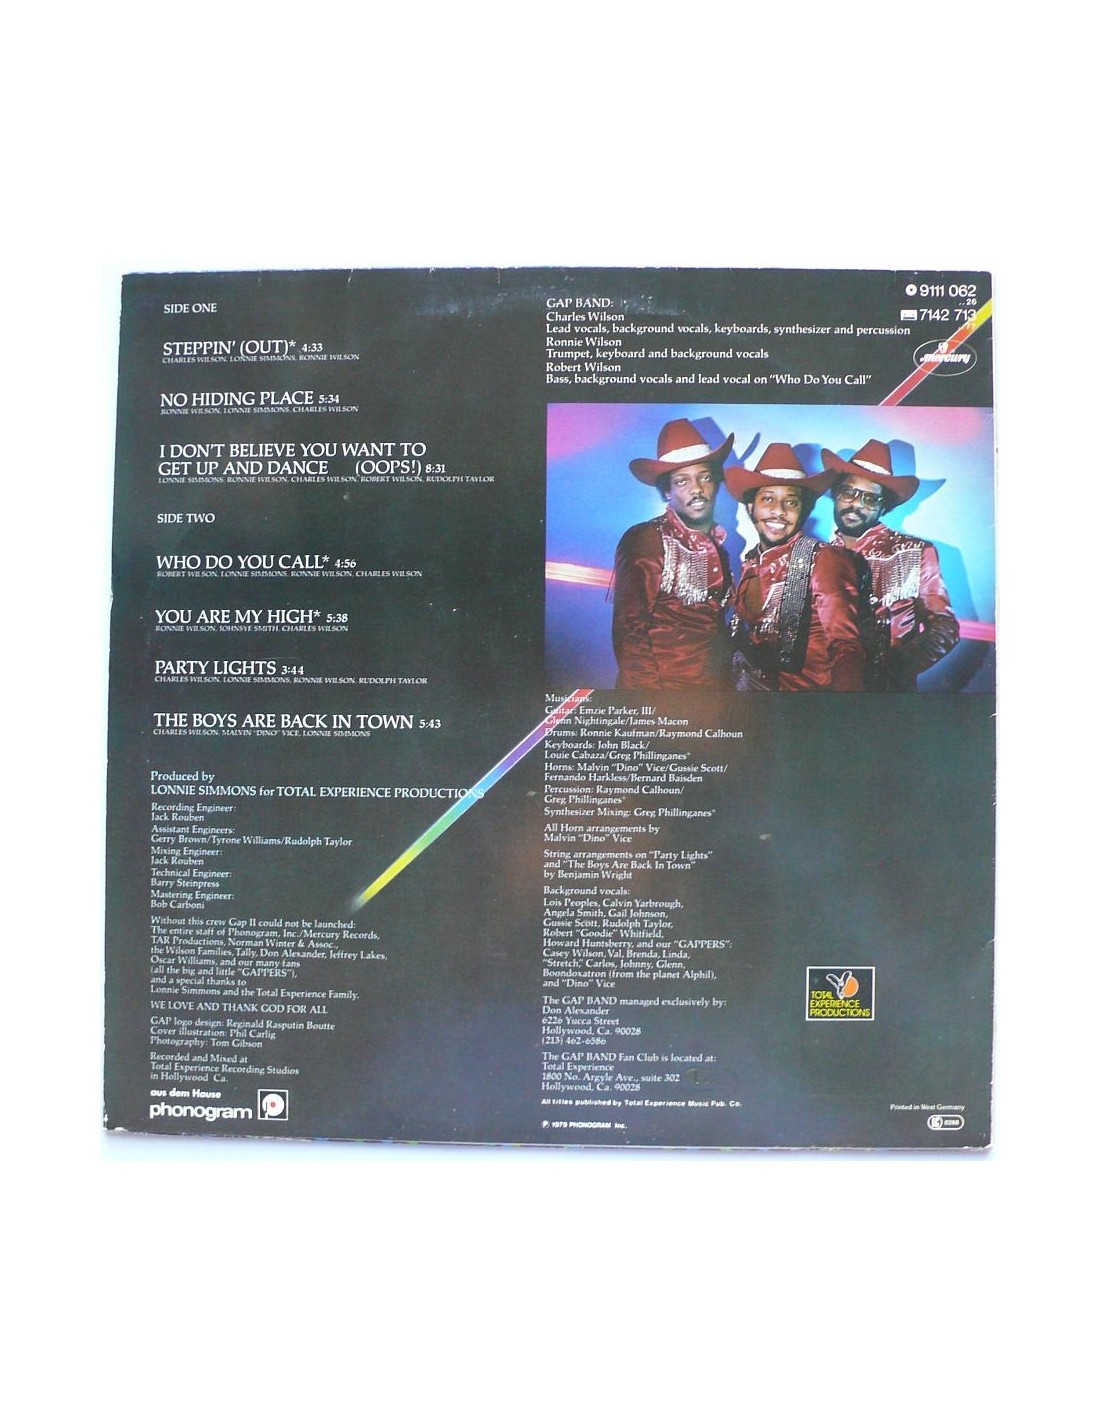 SIDE ONE
STEPPIN' (OUT)* 4:33
CHARLES WILSON, LONNIE SIMMONS, RONNIE WILSON
NO HIDING PLACE 5:34
RONNIE WILSON, LONNIE SIMMONS, CHARLES WILSON
I DON'T BELIEVE YOU WANT TO
GET UP AND DANCE (OOPS!) 8:31
LONNIE SIMMONS, RONNIE WILSON, CHARLES WILSON, ROBERT WILSON, RUDOLPH TAYLOR
SIDE TWO
WHO DO YOU CALL* 4:56
ROBERT WILSON, LONNIE SIMMONS, RONNIE WILSON, CHARLES WILSON
YOU ARE MY HIGH* 5:38
RONNIE WILSON, JOHNSYE SMITH, CHARLES WILSON
PARTY LIGHTS 3:44
CHARLES WILSON, LONNIE SIMMONS, RONNIE WILSON, RUDOLPH TAYLOR
THE BOYS ARE BACK IN TOWN 5:43
CHARLES WILSON, MALVIN "DINO" VICE, LONNIE SIMMONS
Produced by
LONNIE SIMMONS for TOTAL EXPERIENCE PRODUCTIONS
Recording Engineer:
Jack Rouben
Assistant Engineers:
Gerry Brown/Tyrone Williams/Rudolph Taylor
Mixing Engineer:
Jack Rouben
Technical Engineer:
Barry Steinpress
Mastering Engineer:
Bob Carboni
Without this crew Gap II could not be launched:
The entire staff of Phonogram, Inc./Mercury Records,
TAR Productions, Norman Winter & Assoc.,
the Wilson Families, Tally, Don Alexander, Jeffrey Lakes,
Oscar Williams, and our many fans
(all the big and little "GAPPERS"),
and a special thanks to
Lonnie Simmons and the Total Experience Family.
WE LOVE AND THANK GOD FOR ALL
GAP logo design: Reginald Rasputin Boutte
Cover illustration: Phil Carlig
Photography: Tom Gibson
Recorded and Mixed at
Total Experience Recording Studios
in Hollywood Ca.
aus dem Hause
phonogram
GAP BAND:
Charles Wilson
Lead vocals, background vocals, keyboards, synthesizer and percussion
Ronnie Wilson
Trumpet, keyboard and background vocals
Robert Wilson
Bass, background vocals and lead vocal on "Who Do You Call"
9111 062
..26
7142 713
..77
mercury
Musicians:
Guitar: Emzie Parker, III/
Glenn Nightingale/James Macon
Drums: Ronnie Kaufman/Raymond Calhoun
Keyboards: John Black/
Louie Cabaza/Greg Phillinganes*
Horns: Malvin "Dino" Vice/Gussie Scott/
Fernando Harkless/Bernard Baisden
Percussion: Raymond Calhoun/
Greg Phillinganes*
Synthesizer Mixing: Greg Phillinganes*
All Horn arrangements by
Malvin "Dino" Vice
String arrangements on "Party Lights"
and "The Boys Are Back In Town"
by Benjamin Wright
Background vocals:
Lois Peoples, Calvin Yarbrough,
Angela Smith, Gail Johnson,
Gussie Scott, Rudolph Taylor,
Robert "Goodie" Whitfield,
Howard Huntsberry, and our "GAPPERS":
Casey Wilson, Val, Brenda, Linda,
"Stretch," Carlos, Johnny, Glenn,
Boondoxatron (from the planet Alphil),
and "Dino" Vice
The GAP BAND managed exclusively by:
Don Alexander
6226 Yucca Street
Hollywood, Ca. 90028
(213) 462-6586
The GAP BAND Fan Club is located at:
Total Experience
1800 No. Argyle Ave., suite 302
Hollywood, Ca. 90028
All titles published by Total Experience Music Pub. Co.
℗ 1979 PHONOGRAM Inc.
TOTAL
EXPERIENCE
PRODUCTIONS
Printed in West Germany